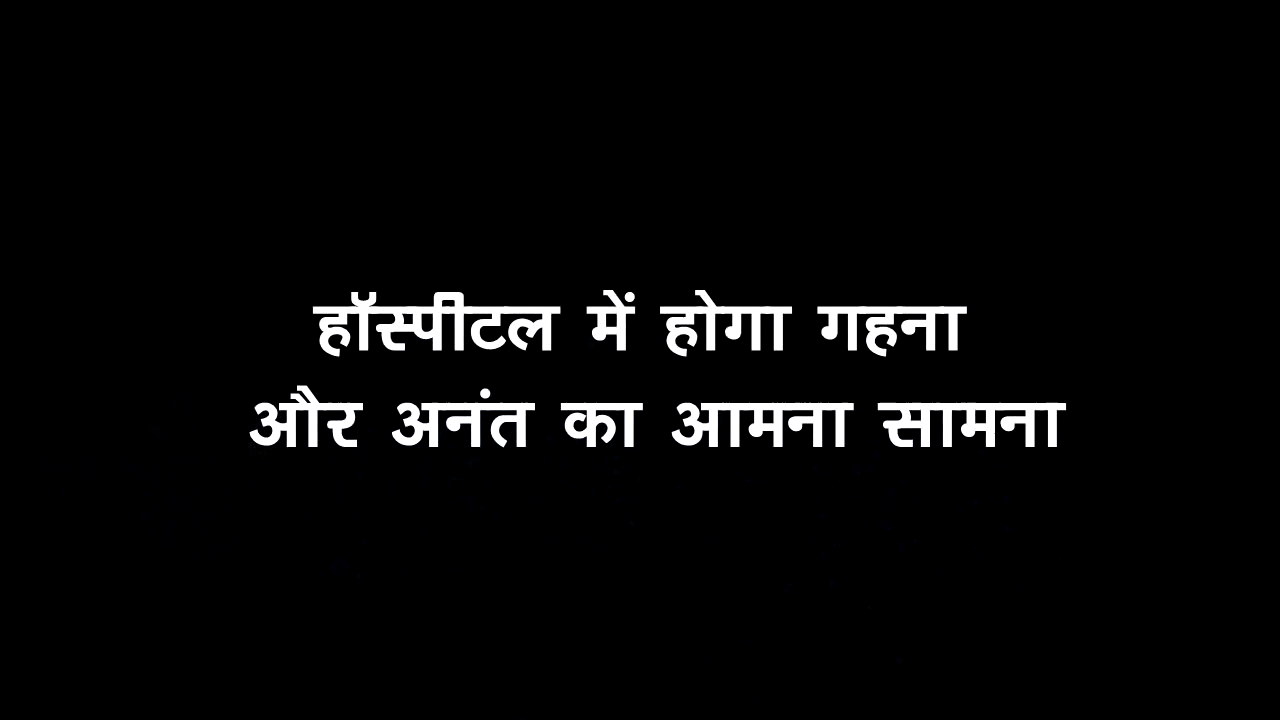 हॉस्पीटल में होगा गहना
और अनंत का आमना सामना